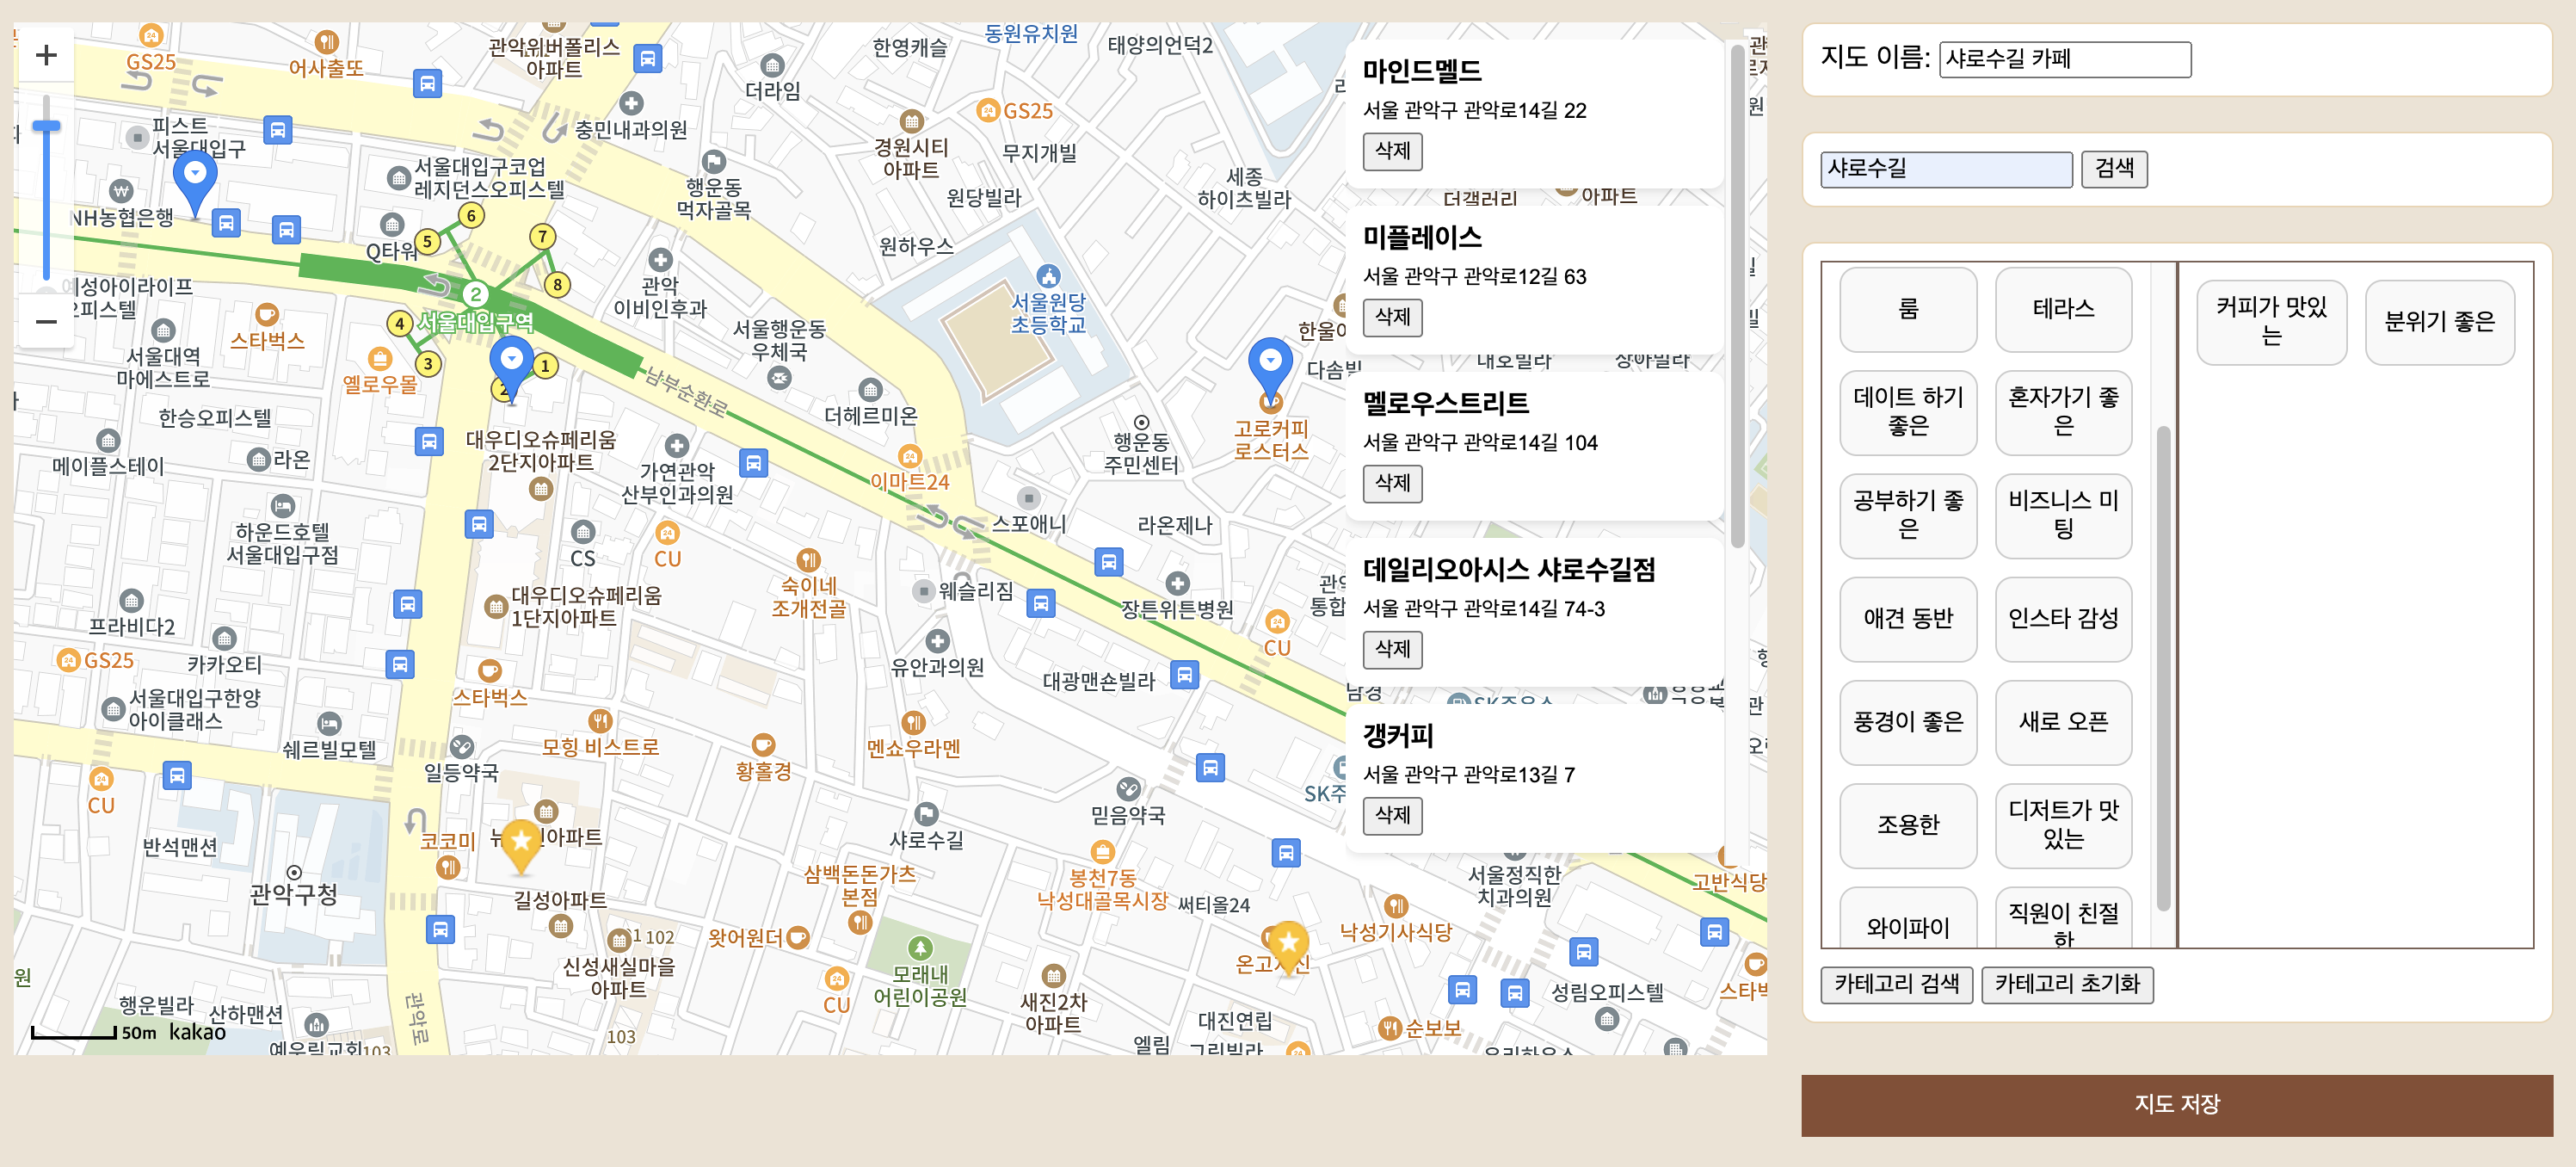 GS25
어사출또
관악위버폴리스
아파트
한영캐슬
동원유치원
태양의언덕2
더라임
피스트
서울대입구
충민내과의원
GS25
경원시티
아파트
무지개빌
서울대입구코업
레지던스오피스텔
행운동
먹자골목
원당빌라
세종
하이츠빌라
NH농협은행
6
5
7
8
Q타워
원하우스
관악
이비인후과
2
서울대입구역
서울원당
초등학교
4
3
1
스타벅스
옐로우몰
서울대역
마에스트로
서울행운동
우체국
남부순환로
더헤르미온
한승오피스텔
메이플스테이
라온
대우디오슈페리움
2단지아파트
가연관악
산부인과의원
이마트24
행운동
주민센터
고로커피
로스터스
하운드호텔
서울대입구점
CS
CU
스포애니
라온제나
숙이네
조개전골
웨슬리짐
장튼위튼병원
프라비다2
대우디오슈페리움
1단지아파트
GS25
카카오티
유안과의원
CU
대광맨숀빌라
서울대입구한양
아이클래스
스타벅스
쉐르빌모텔
모힝 비스트로
멘쇼우라멘
일등약국
황홀경
CU
믿음약국
반석맨션
코코미
샤로수길
관악구청
길성아파트
삼백돈돈가츠
본점
봉천7동
낙성대골목시장
써티올24
서울정직한
치과의원
고반식당
102
왓어원더
낙성기사식당
신성새실마을
아파트
모래내
어린이공원
CU
새진2차
아파트
성림오피스텔
행운빌라
산하맨션
관악로
103
대진연립
순보보
예우림교회
103
엘림
그린빌라
50m kakao
마인드멜드
서울 관악구 관악로14길 22
삭제
더갤러리
아파트
미플레이스
서울 관악구 관악로12길 63
삭제
멜로우스트리트
서울 관악구 관악로14길 104
삭제
데일리오아시스 샤로수길점
서울 관악구 관악로14길 74-3
삭제
갱커피
서울 관악구 관악로13길 7
삭제
지도 이름: 샤로수길 카페
샤로수길 검색
룸
테라스
데이트 하기
좋은
혼자가기 좋
은
공부하기 좋
은
비즈니스 미
팅
애견 동반
인스타 감성
풍경이 좋은
새로 오픈
조용한
디저트가 맛
있는
와이파이
직원이 친절
한
커피가 맛있
는
분위기 좋은
카테고리 검색
카테고리 초기화
지도 저장